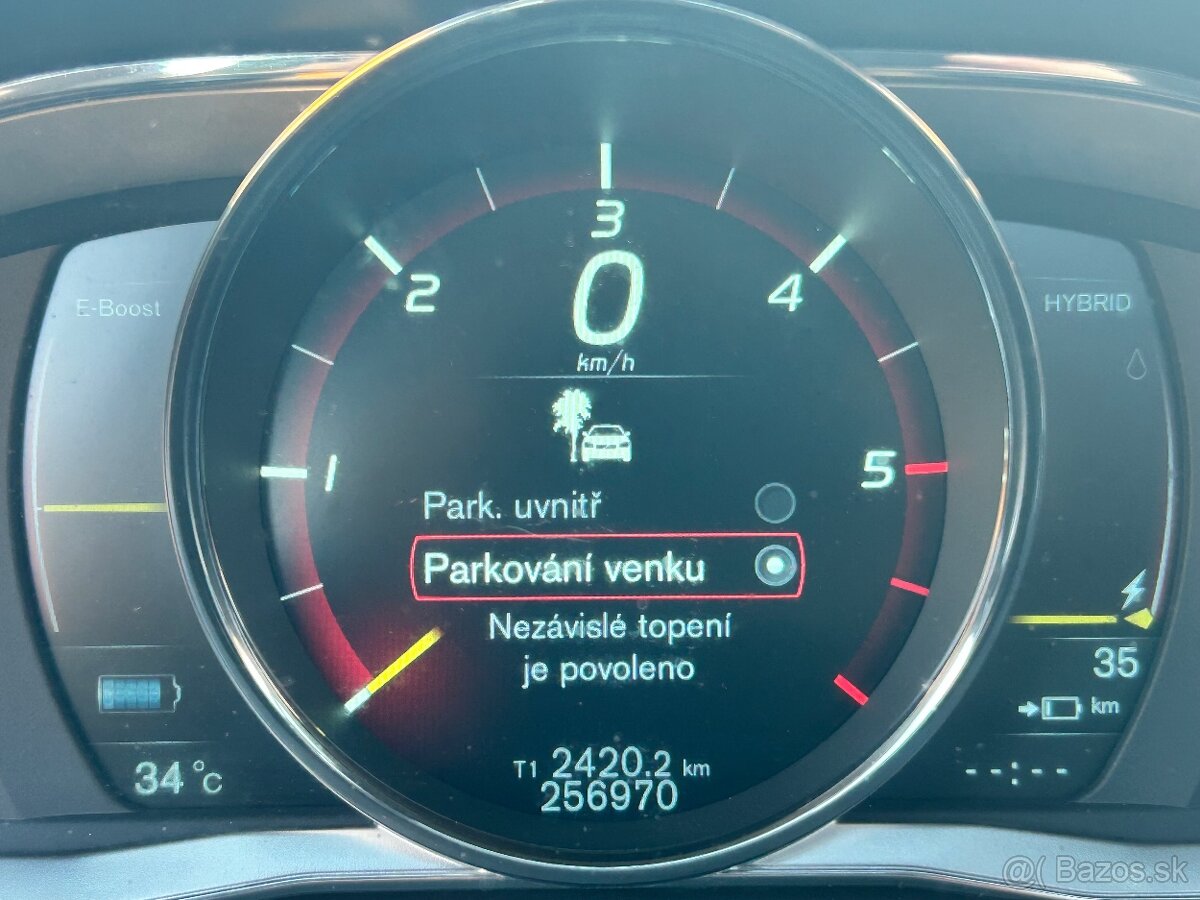 3
2
4
0
km/h
E-Boost
HYBRID
1
5
Park. uvnitř
Parkování venku
Nezávislé topení
je povoleno
35
km
34 °C
T1 2420.2 km
256970
--:--
@( Bazos.sk